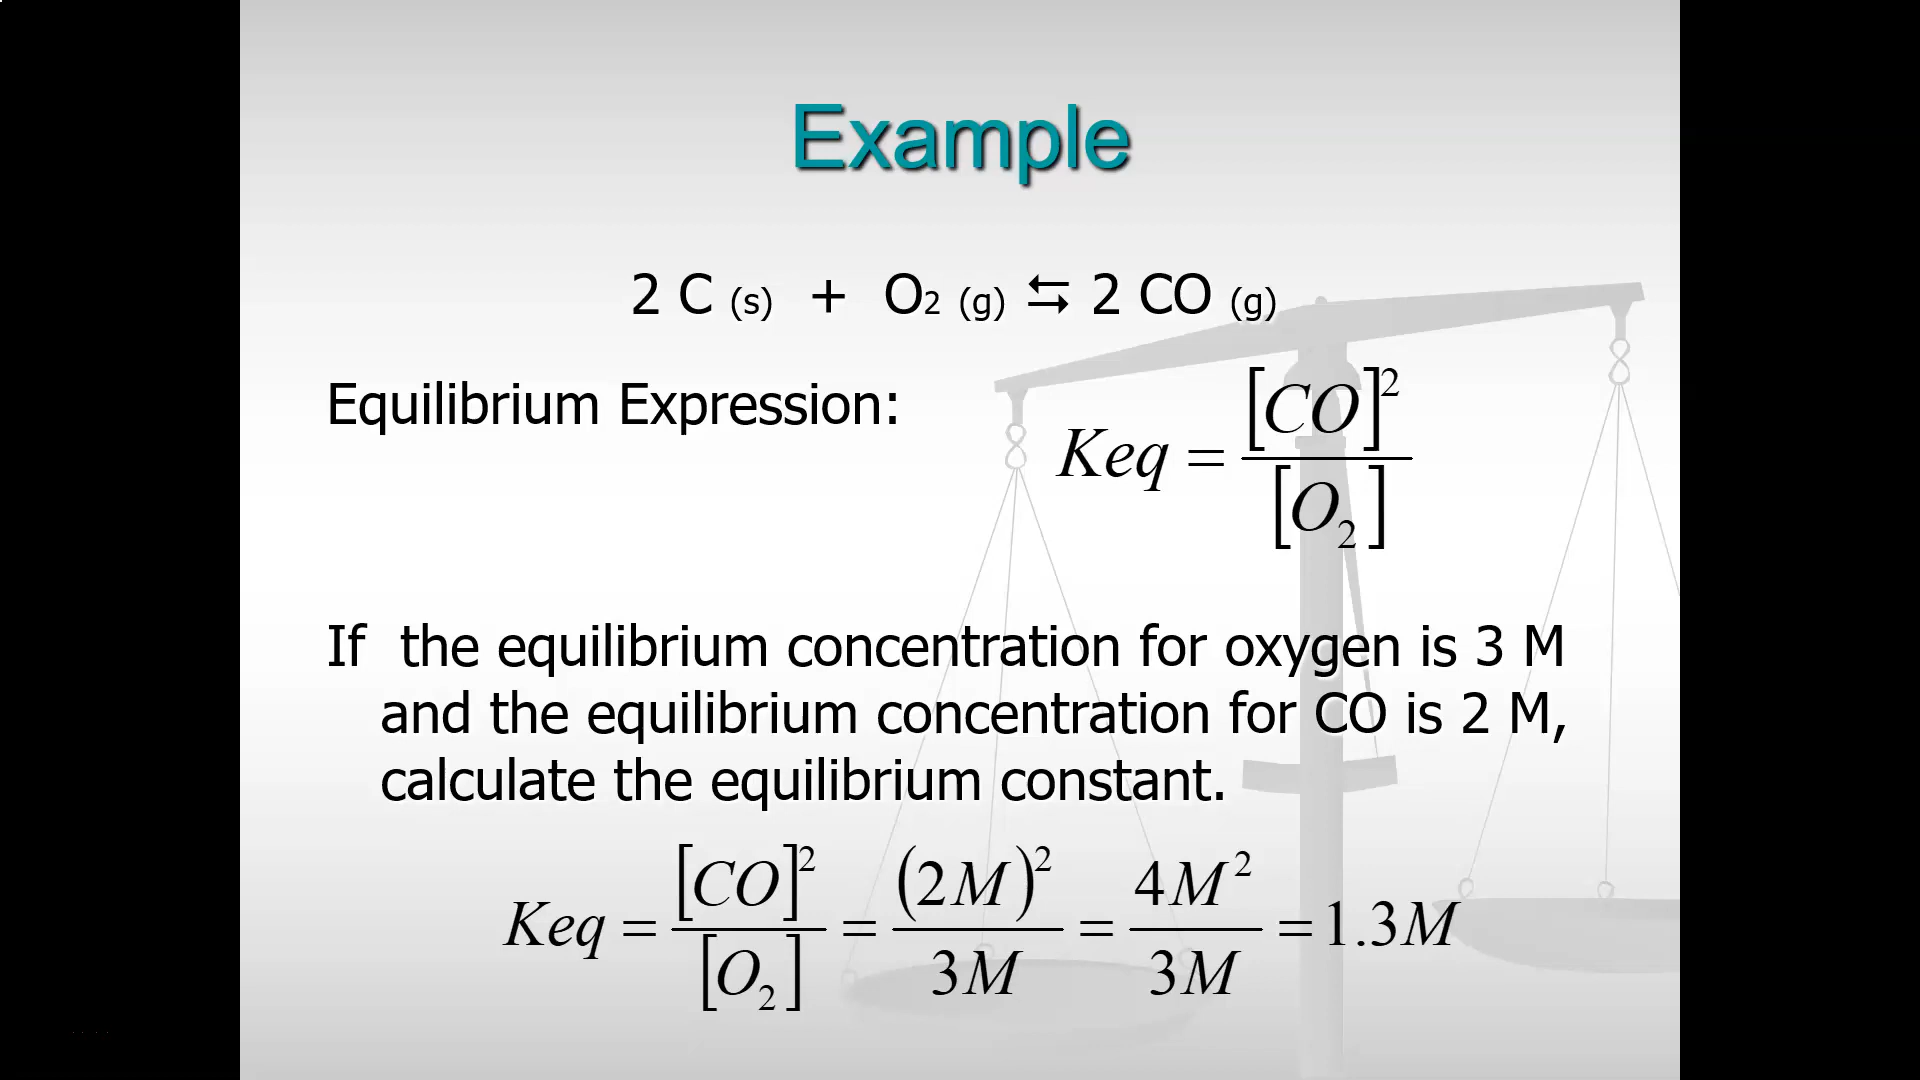 Example
2 C (s) + O2 (g) ⇆ 2 CO (g)
Equilibrium Expression:
Keq = [CO]² / [O₂]
If the equilibrium concentration for oxygen is 3 M
and the equilibrium concentration for CO is 2 M,
calculate the equilibrium constant.
Keq = [CO]² / [O₂] = (2M)² / 3M = 4M² / 3M = 1.3M